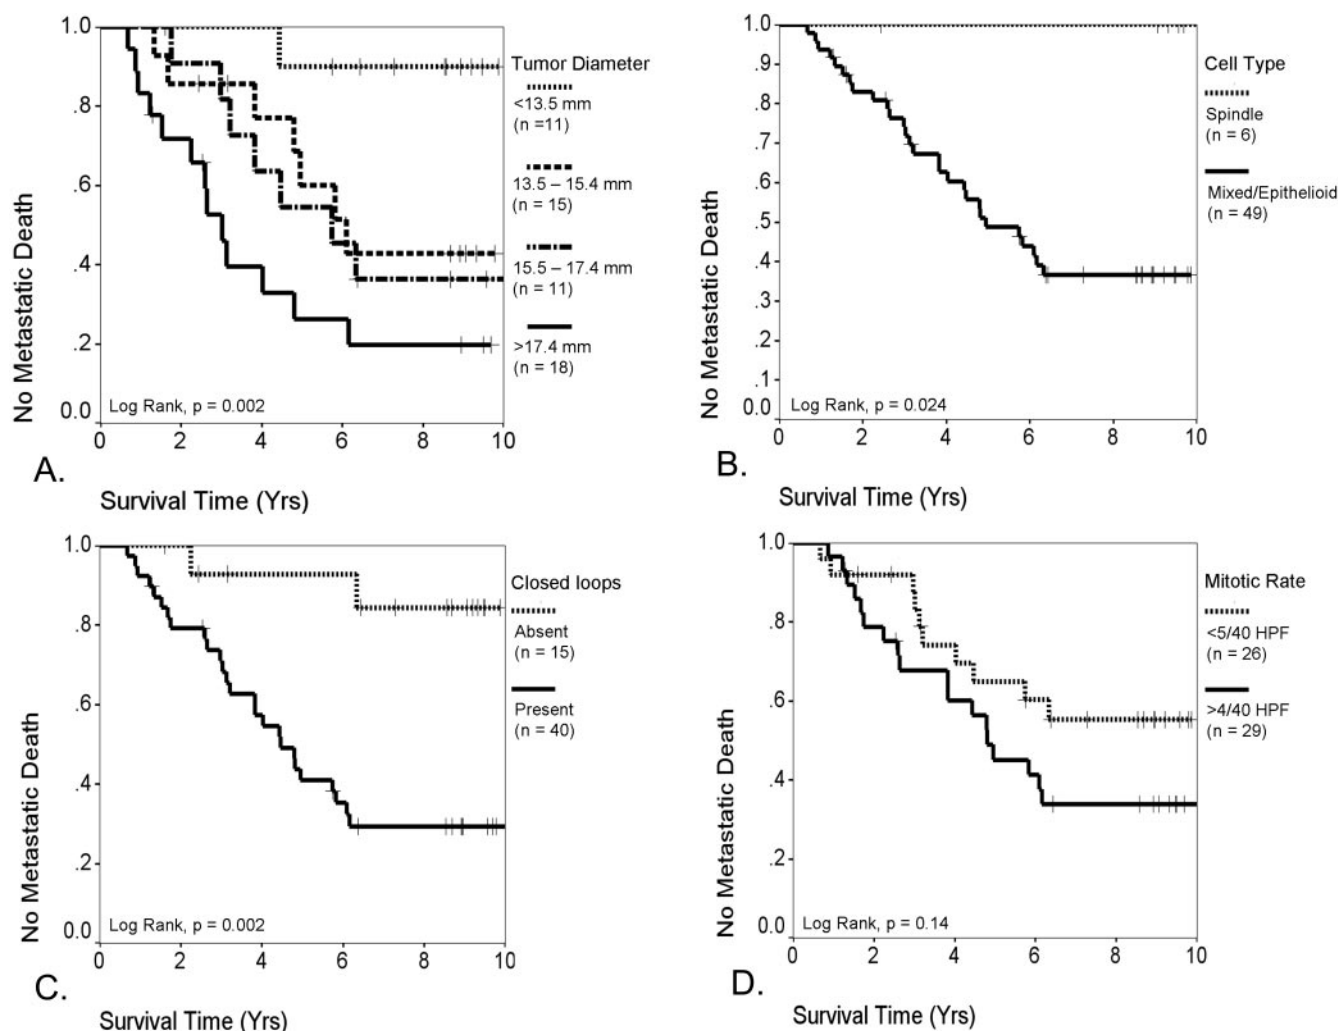 No Metastatic Death
1.0
.8
.6
.4
.2
0.0
Log Rank, p = 0.002
0 2 4 6 8 10
A.
Survival Time (Yrs)
Tumor Diameter
<13.5 mm
(n =11)
13.5 – 15.4 mm
(n = 15)
15.5 – 17.4 mm
(n = 11)
>17.4 mm
(n = 18)
No Metastatic Death
1.0
.9
.8
.7
.6
.5
.4
.3
.2
.1
0.0
Log Rank, p = 0.024
0 2 4 6 8 10
B.
Survival Time (Yrs)
Cell Type
Spindle
(n = 6)
Mixed/Epithelioid
(n = 49)
No Metastatic Death
1.0
.8
.6
.4
.2
0.0
Log Rank, p = 0.002
0 2 4 6 8 10
C.
Survival Time (Yrs)
Closed loops
Absent
(n = 15)
Present
(n = 40)
No Metastatic Death
1.0
.8
.6
.4
.2
0.0
Log Rank, p = 0.14
0 2 4 6 8 10
D.
Survival Time (Yrs)
Mitotic Rate
<5/40 HPF
(n = 26)
>4/40 HPF
(n = 29)